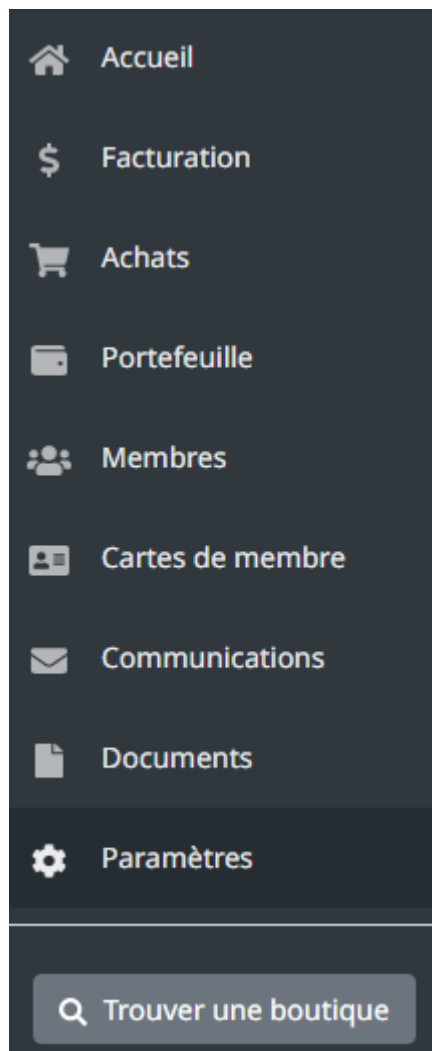 Accueil
Facturation
Achats
Portefeuille
Membres
Cartes de membre
Communications
Documents
Paramètres
Trouver une boutique